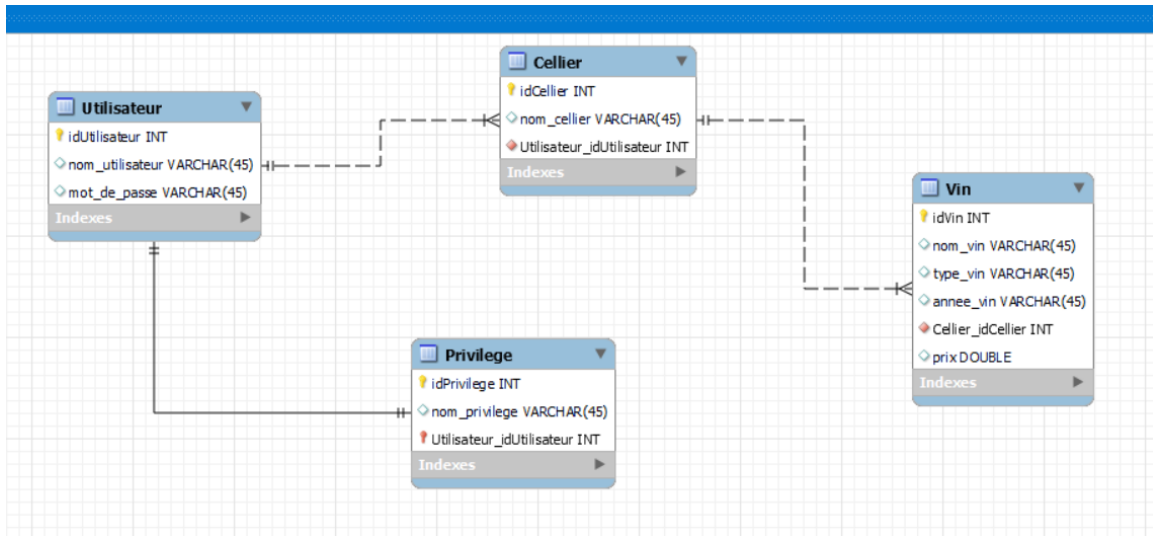 Cellier
idCellier INT
nom_cellier VARCHAR(45)
Utilisateur_idUtilisateur INT
Indexes
Utilisateur
idUtilisateur INT
nom_utilisateur VARCHAR(45)
mot_de_passe VARCHAR(45)
Indexes
Vin
idVin INT
nom_vin VARCHAR(45)
type_vin VARCHAR(45)
annee_vin VARCHAR(45)
Cellier_idCellier INT
prix DOUBLE
Indexes
Privilege
idPrivilege INT
nom_privilege VARCHAR(45)
Utilisateur_idUtilisateur INT
Indexes